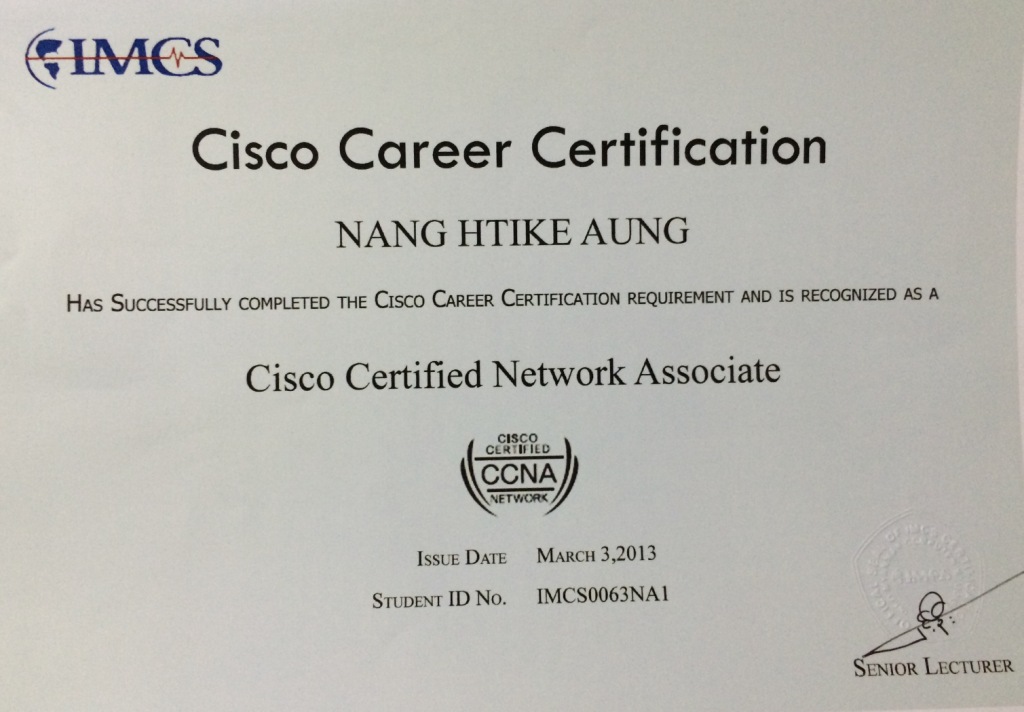 IMCS
Cisco Career Certification
NANG HTIKE AUNG
HAS SUCCESSFULLY COMPLETED THE CISCO CAREER CERTIFICATION REQUIREMENT AND IS RECOGNIZED AS A
Cisco Certified Network Associate
CISCO
CERTIFIED
CCNA
NETWORK
ISSUE DATE MARCH 3,2013
STUDENT ID NO. IMCS0063NA1
SENIOR LECTURER